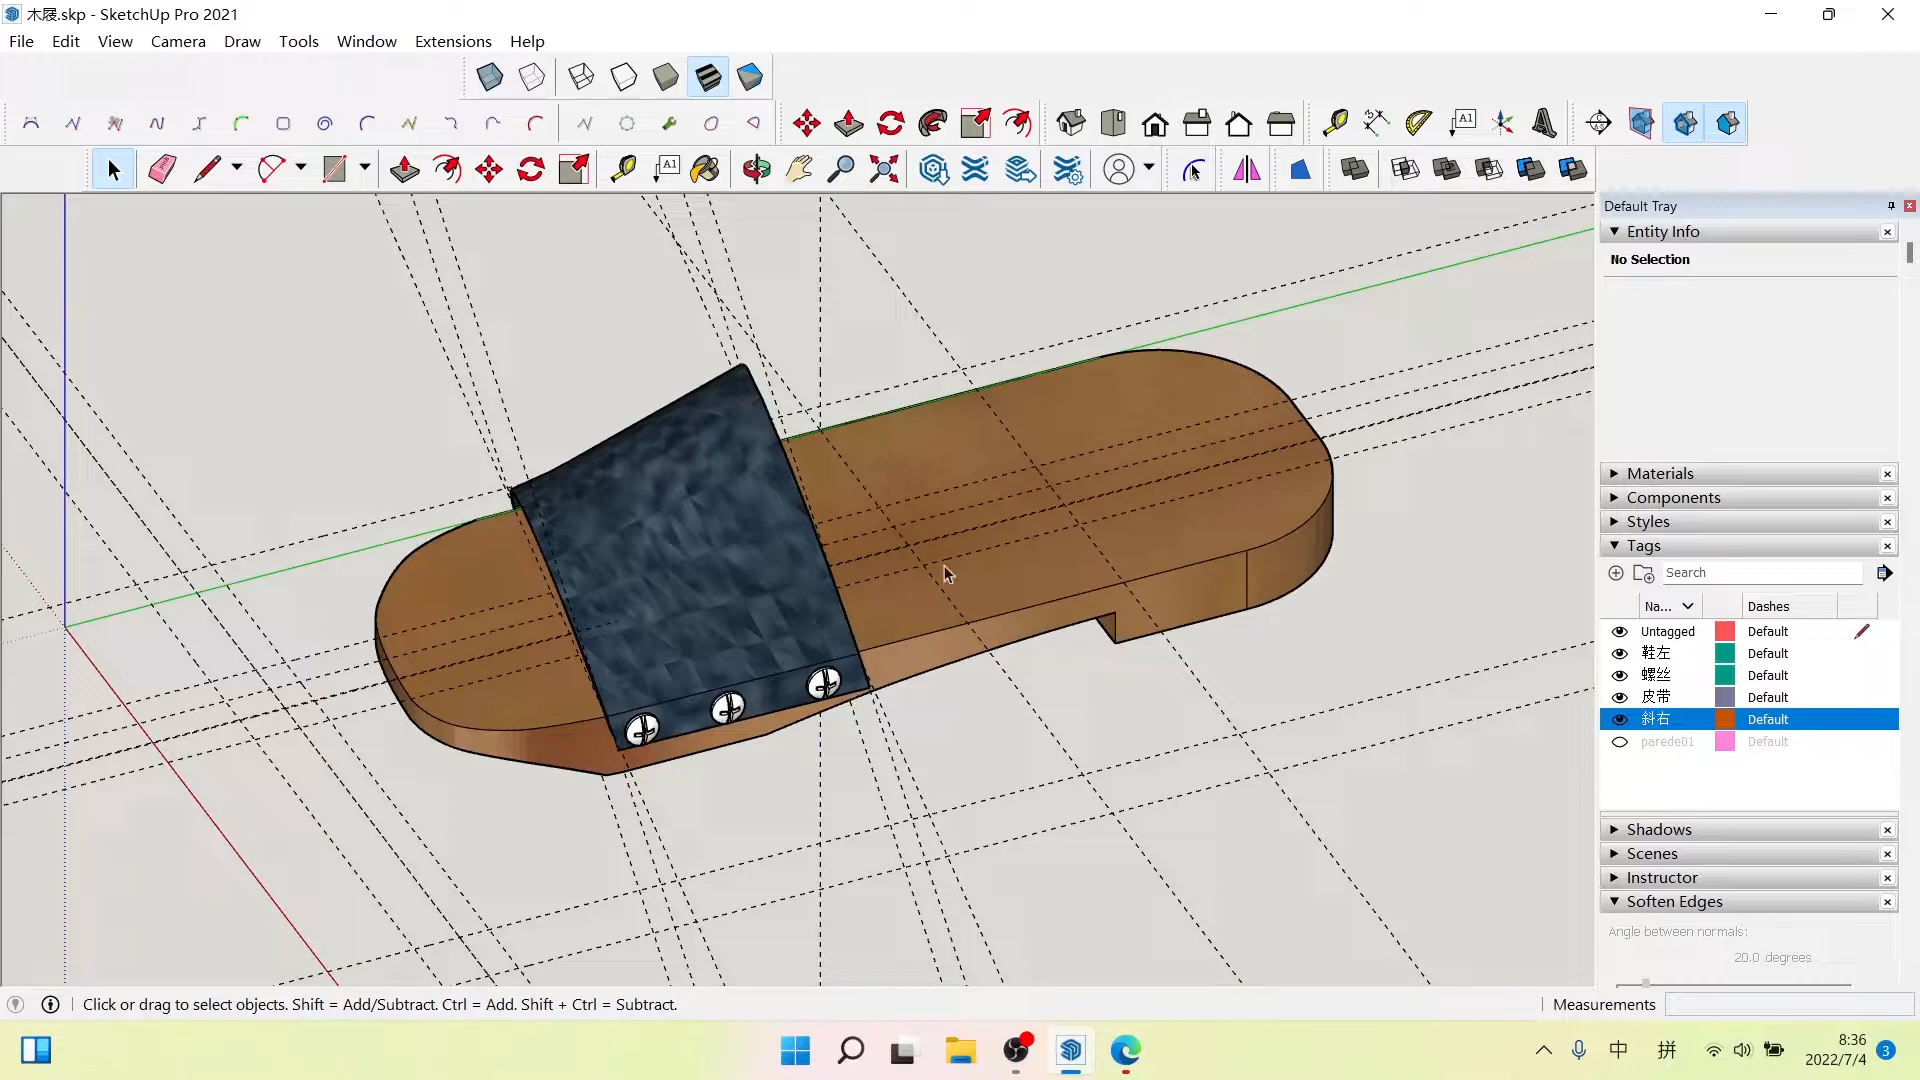 木屐.skp - SketchUp Pro 2021
File Edit View Camera Draw Tools Window Extensions Help
A1
A1
Default Tray
Entity Info
No Selection
Materials
Components
Styles
Tags
Search
Na... Dashes
Untagged Default
鞋左 Default
螺丝 Default
皮带 Default
斜右 Default
parede01 Default
Shadows
Scenes
Instructor
Soften Edges
Angle between normals:
20.0 degrees
Click or drag to select objects. Shift = Add/Subtract. Ctrl = Add. Shift + Ctrl = Subtract.
Measurements
中 拼
8:36
2022/7/4
3